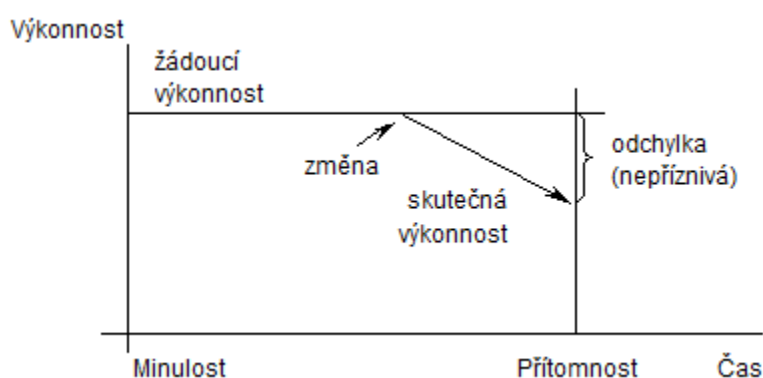 Výkonnost
žádoucí
výkonnost
změna
odchylka
(nepříznivá)
skutečná
výkonnost
Minulost
Přítomnost
Čas